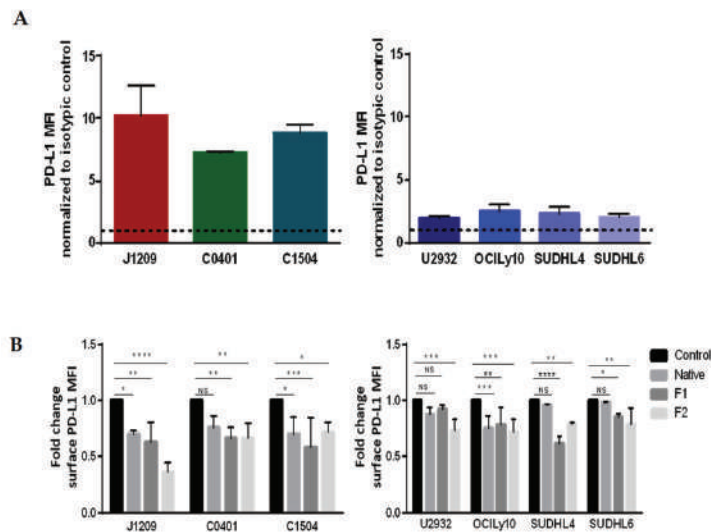 A
PD-L1 MFI
normalized to isotypic control
15
10
5
0
J1209
C0401
C1504
PD-L1 MFI
normalized to isotypic control
15
10
5
0
U2932
OCILy10
SUDHL4
SUDHL6
B
Fold change
surface PD-L1 MFI
1.5
1.0
0.5
0.0
****
**
*
**
**
NS
*
***
*
J1209
C0401
C1504
Fold change
surface PD-L1 MFI
1.5
1.0
0.5
0.0
***
NS
NS
***
**
***
**
****
NS
**
*
NS
U2932
OCILy10
SUDHL4
SUDHL6
Control
Native
F1
F2